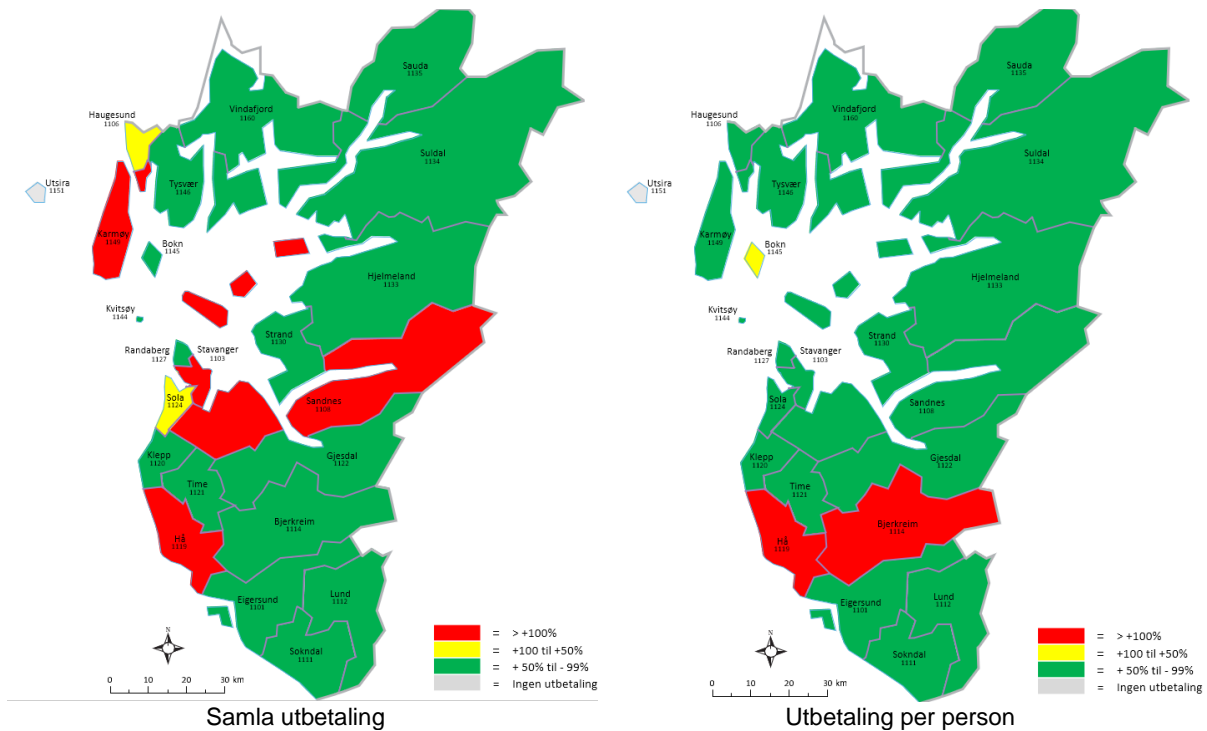 Sauda
1135
Vindafjord
1160
Haugesund
1106
Suldal
1134
Utsira
1151
Tysvær
1146
Karmøy
1149
Bokn
1145
Hjelmeland
1133
Kvitsøy
1144
Strand
1130
Randaberg
1127
Stavanger
1103
Sola
1124
Sandnes
1108
Klepp
1120
Gjesdal
1122
Time
1121
Bjerkreim
1114
Hå
1119
Eigersund
1101
Lund
1112
Sokndal
1111
N
0 10 20 30 km
= > +100%
= +100 til +50%
= + 50% til - 99%
= Ingen utbetaling
Samla utbetaling
Sauda
1135
Vindafjord
1160
Haugesund
1106
Suldal
1134
Utsira
1151
Tysvær
1146
Karmøy
1149
Bokn
1145
Hjelmeland
1133
Kvitsøy
1144
Strand
1130
Randaberg
1127
Stavanger
1103
Sola
1124
Sandnes
1108
Klepp
1120
Gjesdal
1122
Time
1121
Bjerkreim
1114
Hå
1119
Eigersund
1101
Lund
1112
Sokndal
1111
N
0 10 20 30 km
= > +100%
= +100 til +50%
= + 50% til - 99%
= Ingen utbetaling
Utbetaling per person